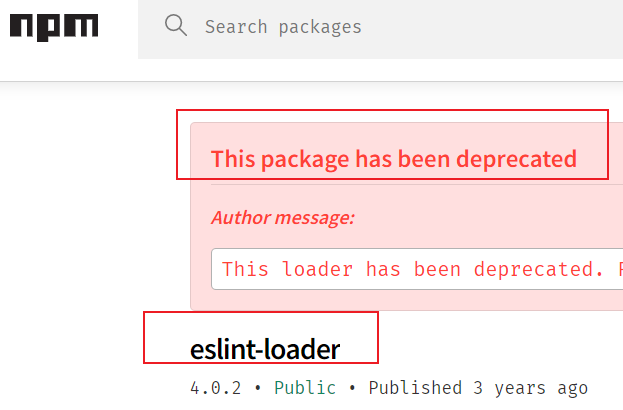 npm
Search packages
This package has been deprecated
Author message:
This loader has been deprecated.
eslint-loader
4.0.2 • Public • Published 3 years ago